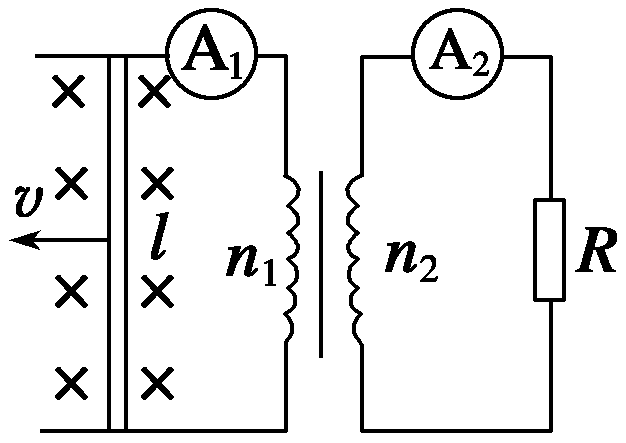 A₁
A₂
v
l
n₁
n₂
R